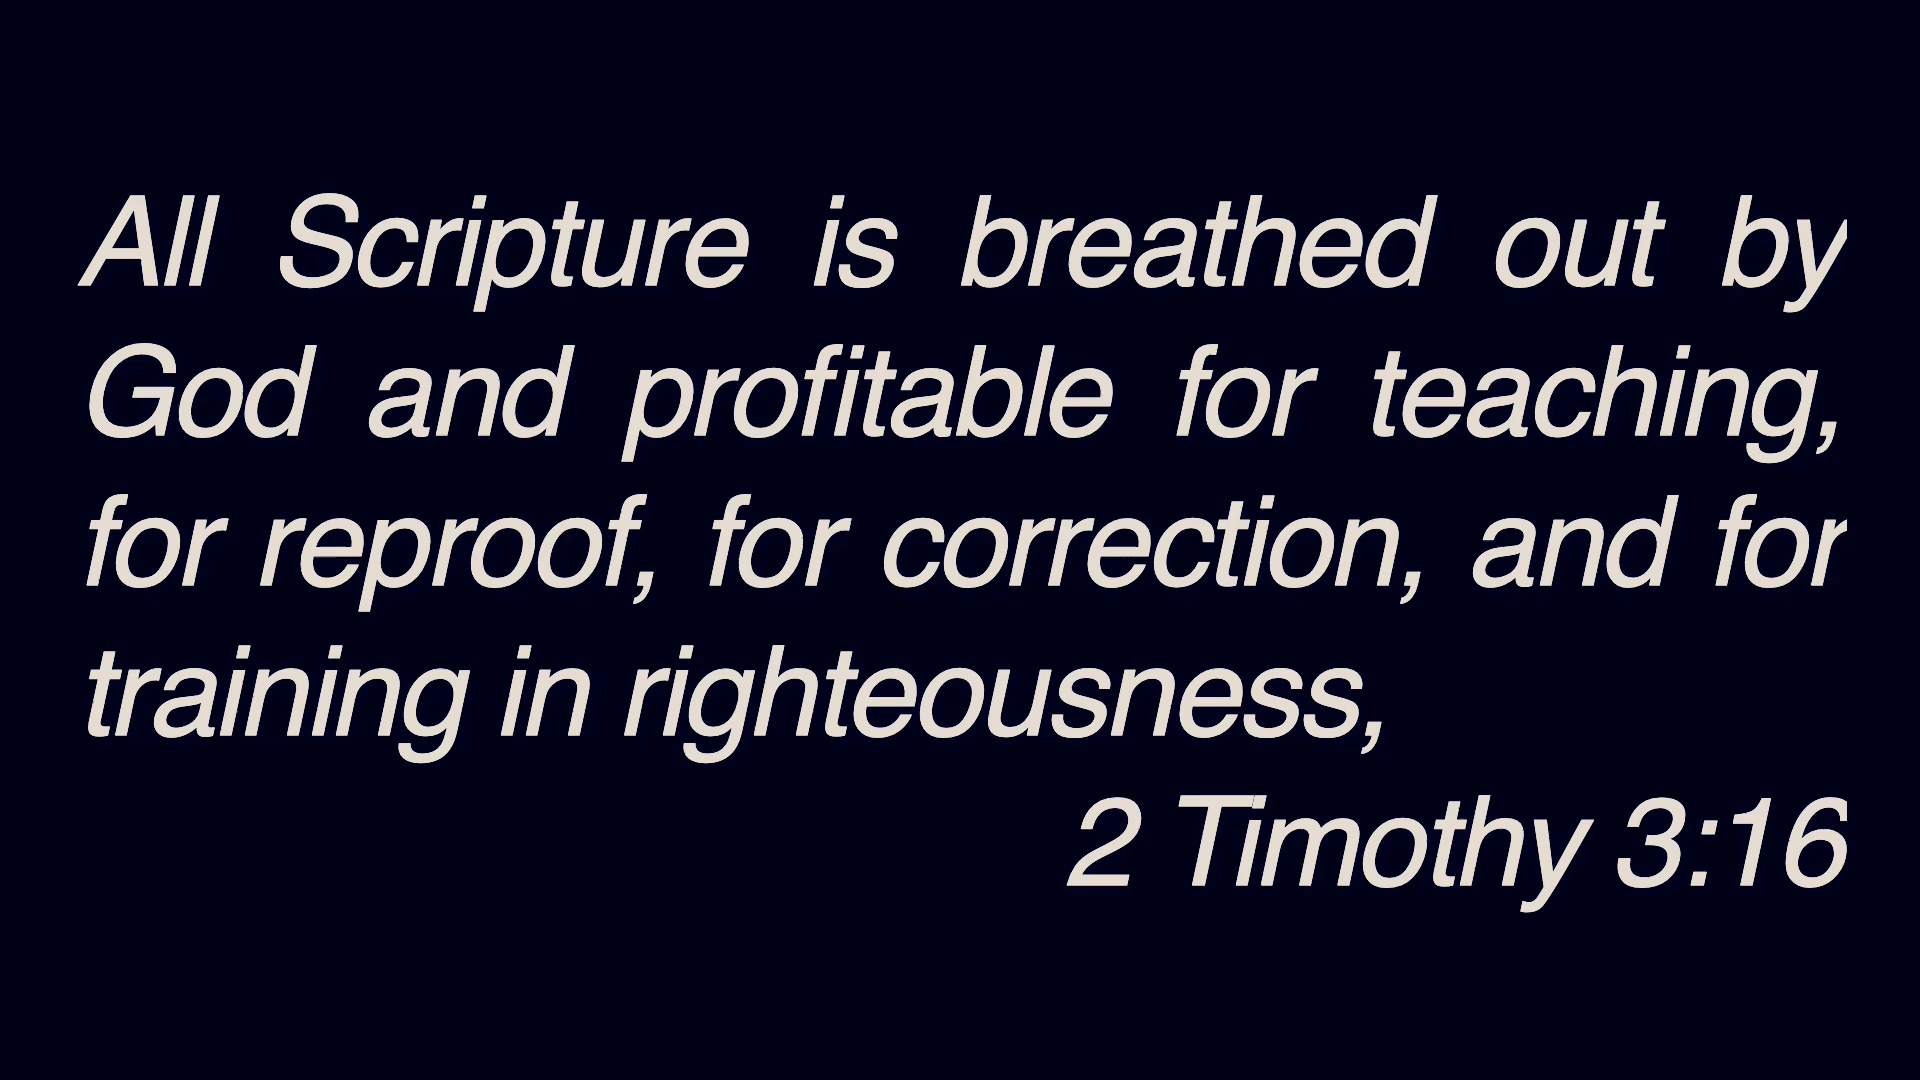 All Scripture is breathed out by
God and profitable for teaching,
for reproof, for correction, and for
training in righteousness,
2 Timothy 3:16